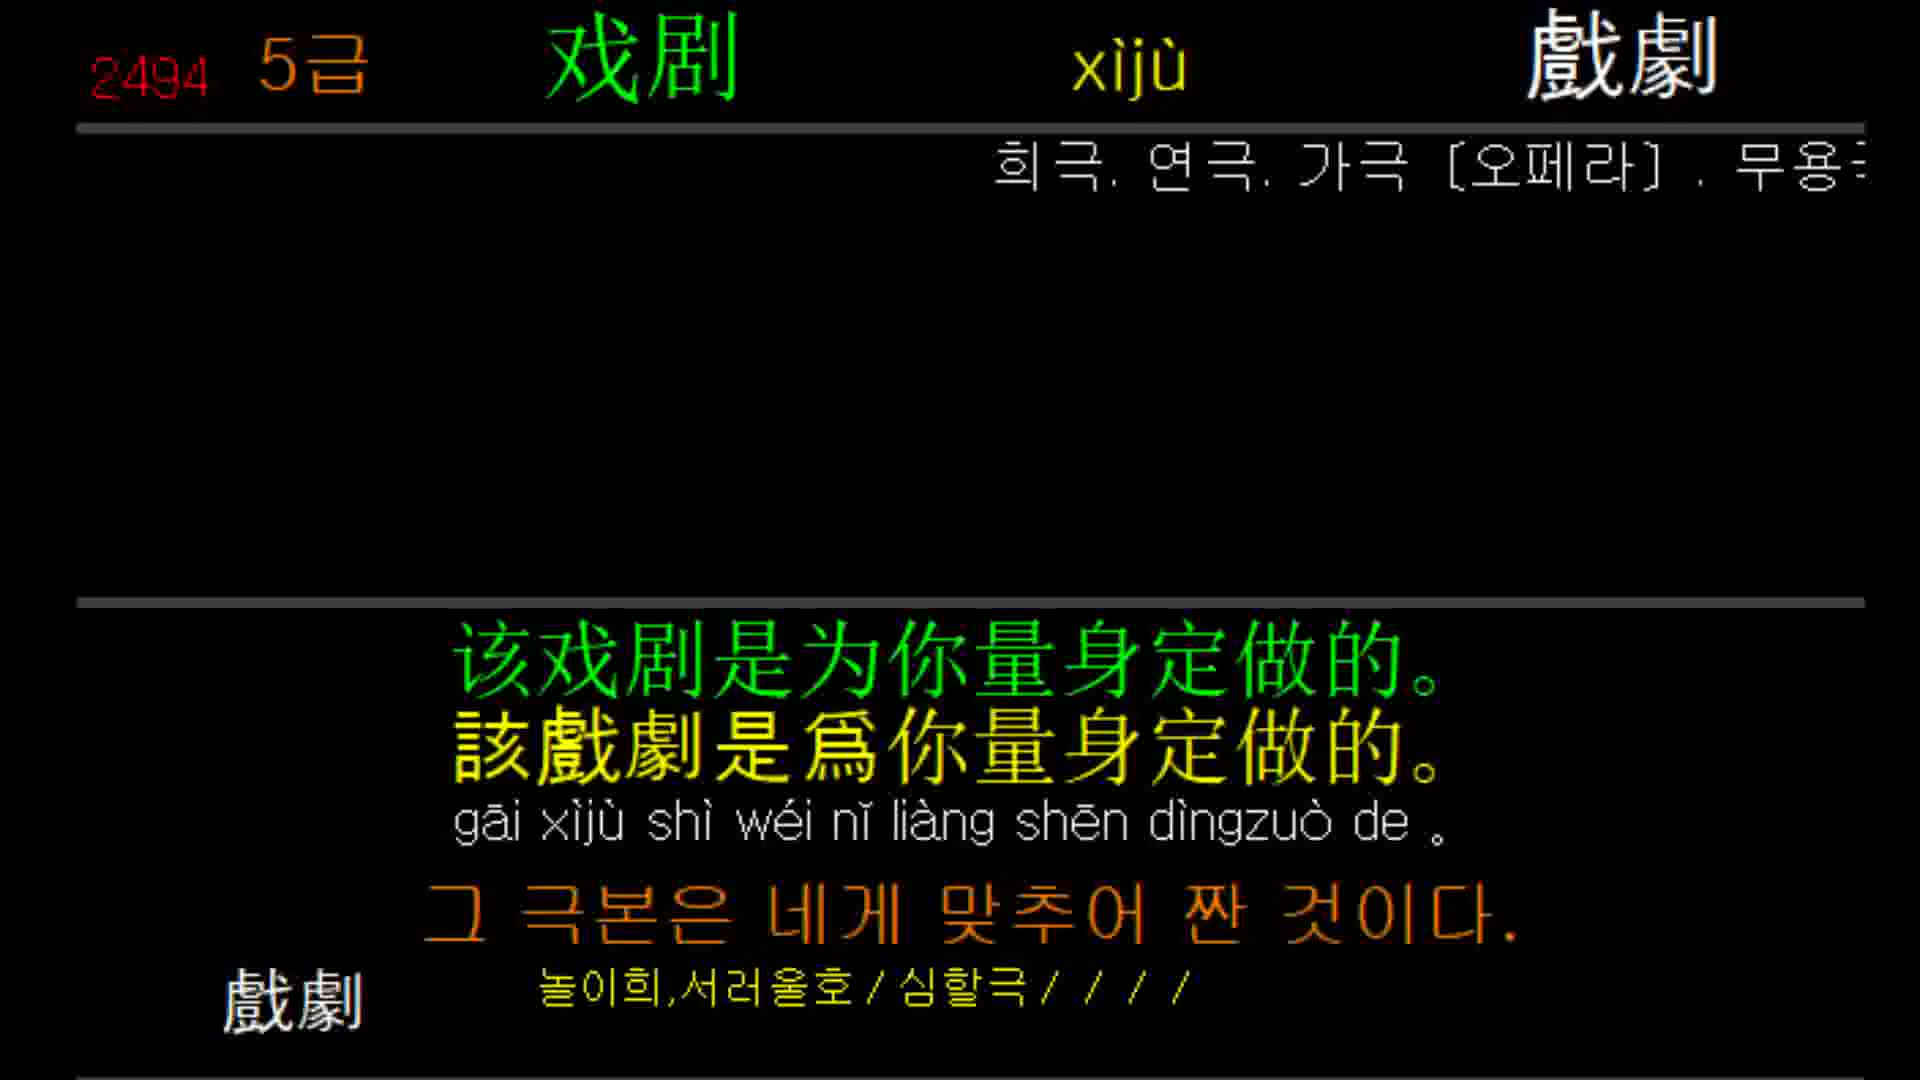 2494 5급 戏剧 xìjù 戲劇
희극. 연극. 가극 [오페라] . 무용
该戏剧是为你量身定做的。
該戲劇是爲你量身定做的。
gāi xìjù shì wéi nǐ liàng shēn dìngzuò de 。
그 극본은 네게 맞추어 짠 것이다.
戲劇 놀이희,서러울호 / 심할극 / / / /